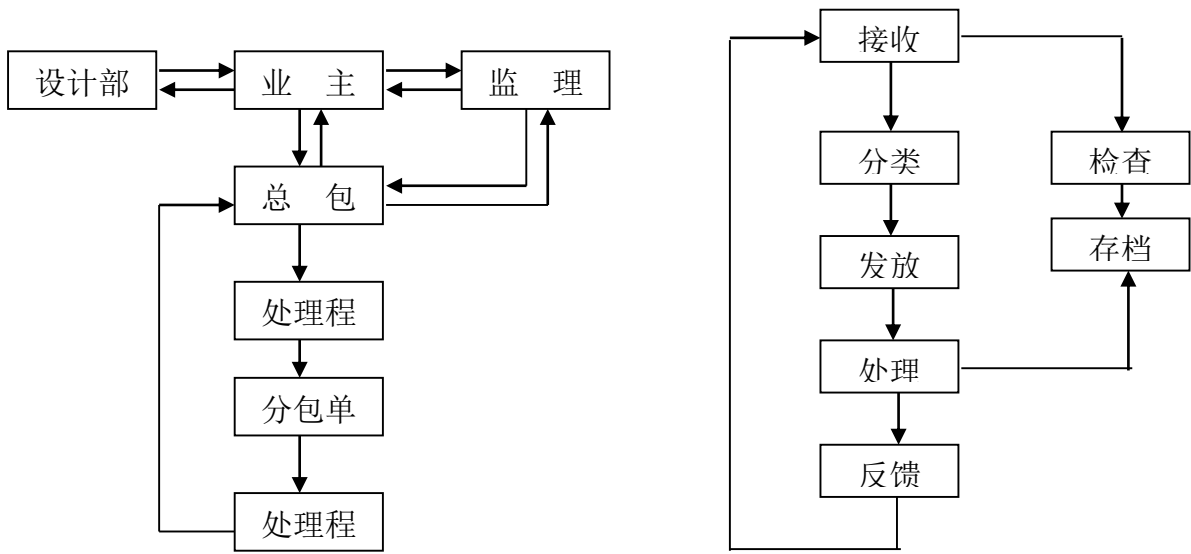 设计部
业 主
监 理
总 包
处理程
分包单
处理程
接收
分类
检查
发放
存档
处理
反馈